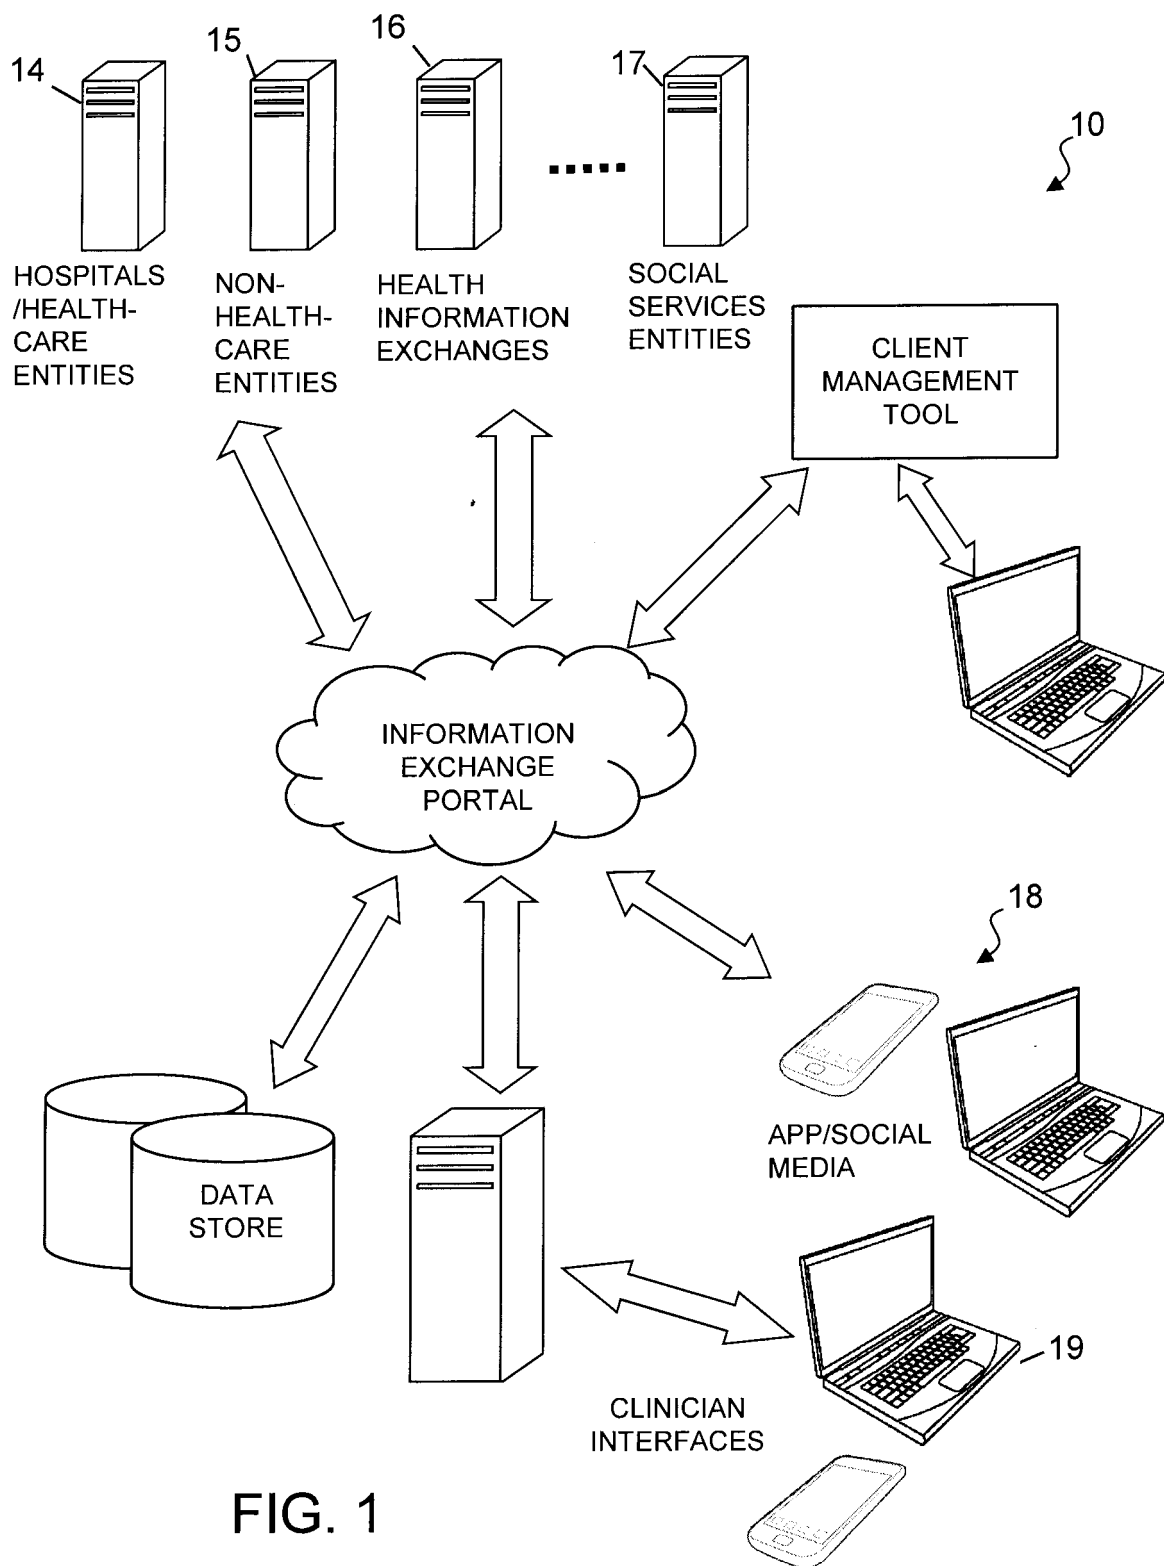 14
15
16
17
10
HOSPITALS
/HEALTH-
CARE
ENTITIES
NON-
HEALTH-
CARE
ENTITIES
HEALTH
INFORMATION
EXCHANGES
SOCIAL
SERVICES
ENTITIES
CLIENT
MANAGEMENT
TOOL
INFORMATION
EXCHANGE
PORTAL
18
APP/SOCIAL
MEDIA
DATA
STORE
19
CLINICIAN
INTERFACES
FIG. 1